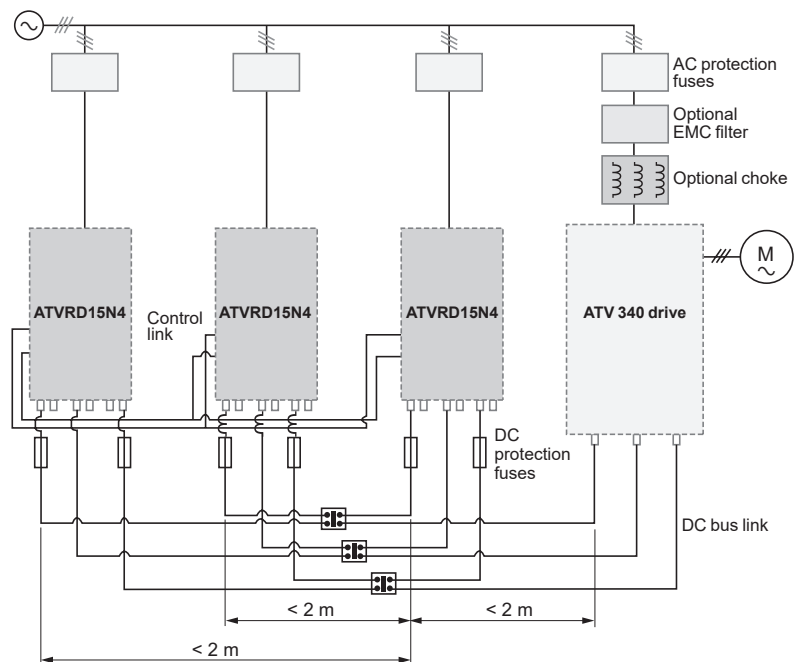 AC protection
fuses
Optional
EMC filter
Optional choke
ATVRD15N4
Control
link
ATVRD15N4
ATVRD15N4
ATV 340 drive
M
DC
protection
fuses
DC bus link
< 2 m
< 2 m
< 2 m